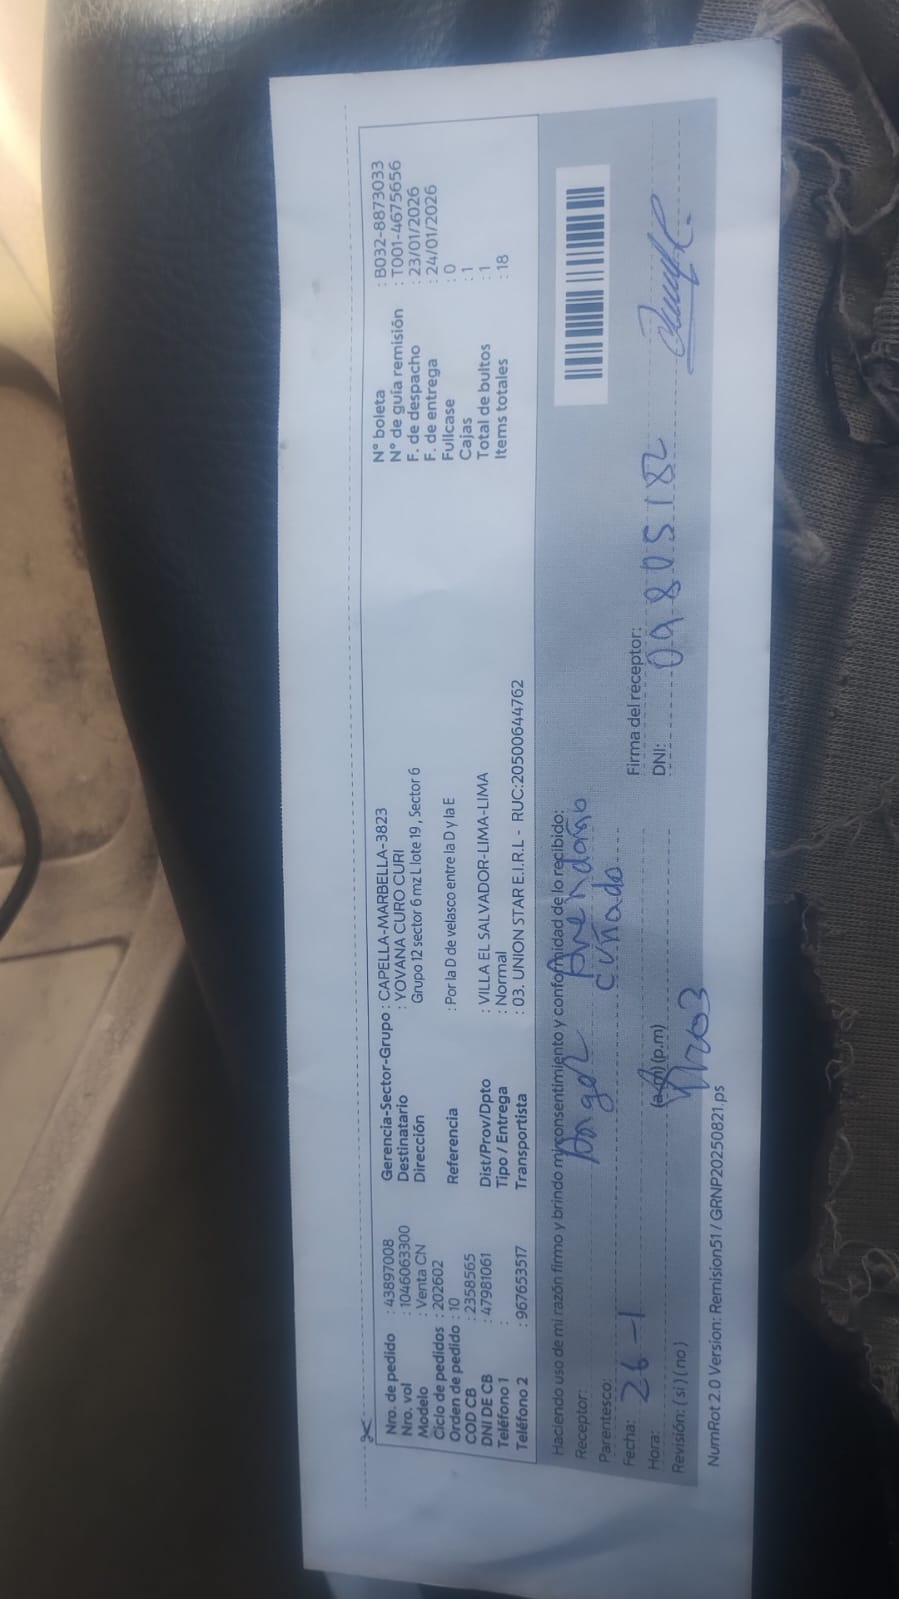 Nro. de pedido : 43897008
Nro. vol : 1046063300
Modelo : Venta CN
Ciclo de pedidos : 202602
Orden de pedido : 10
COD CB : 2358565
DNI DE CB : 47981061
Teléfono 1 :
Teléfono 2 : 967653517
Gerencia-Sector-Grupo : CAPELLA-MARBELLA-3823
Destinatario : YOVANA CURO CURI
Dirección Grupo 12 sector 6 mz L lote 19 , Sector 6
Referencia : Por la D de velasco entre la D y la E
Dist/Prov/Dpto : VILLA EL SALVADOR-LIMA-LIMA
Tipo / Entrega : Normal
Transportista : 03. UNION STAR E.I.R.L - RUC:20500644762
N° boleta : B032-8873033
N° de guía remisión : T001-4675656
F. de despacho : 23/01/2026
F. de entrega : 24/01/2026
Fullcase : 0
Cajas : 1
Total de bultos : 1
Items totales : 18
Haciendo uso de mi razón firmo y brindo mi consentimiento y conformidad de lo recibido:
Receptor: Angel Avendaño
Parentesco: cuñado
Fecha: 26-1
Hora: (a.m) (p.m)
Revisión: ( si ) ( no ) 11203
Firma del receptor:
DNI: 09805182
NumRot 2.0 Version: Remision51 / GRNP20250821.ps